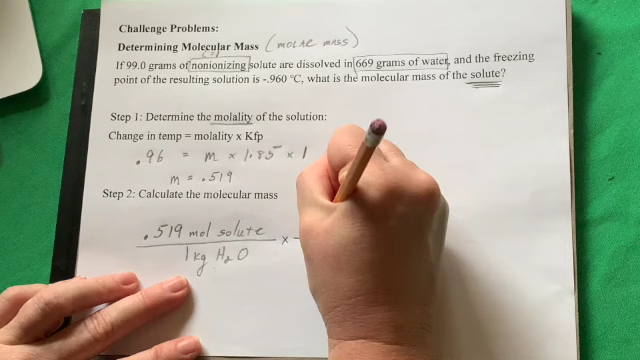 Challenge Problems:
Determining Molecular Mass (molar mass)
(i=1)
If 99.0 grams of nonionizing solute are dissolved in 669 grams of water, and the freezing
point of the resulting solution is -.960 °C, what is the molecular mass of the solute?
Step 1: Determine the molality of the solution:
Change in temp = molality x Kfp
.96 = m x 1.85 x 1
m = .519
Step 2: Calculate the molecular mass
.519 mol solute
x
1 kg H2O